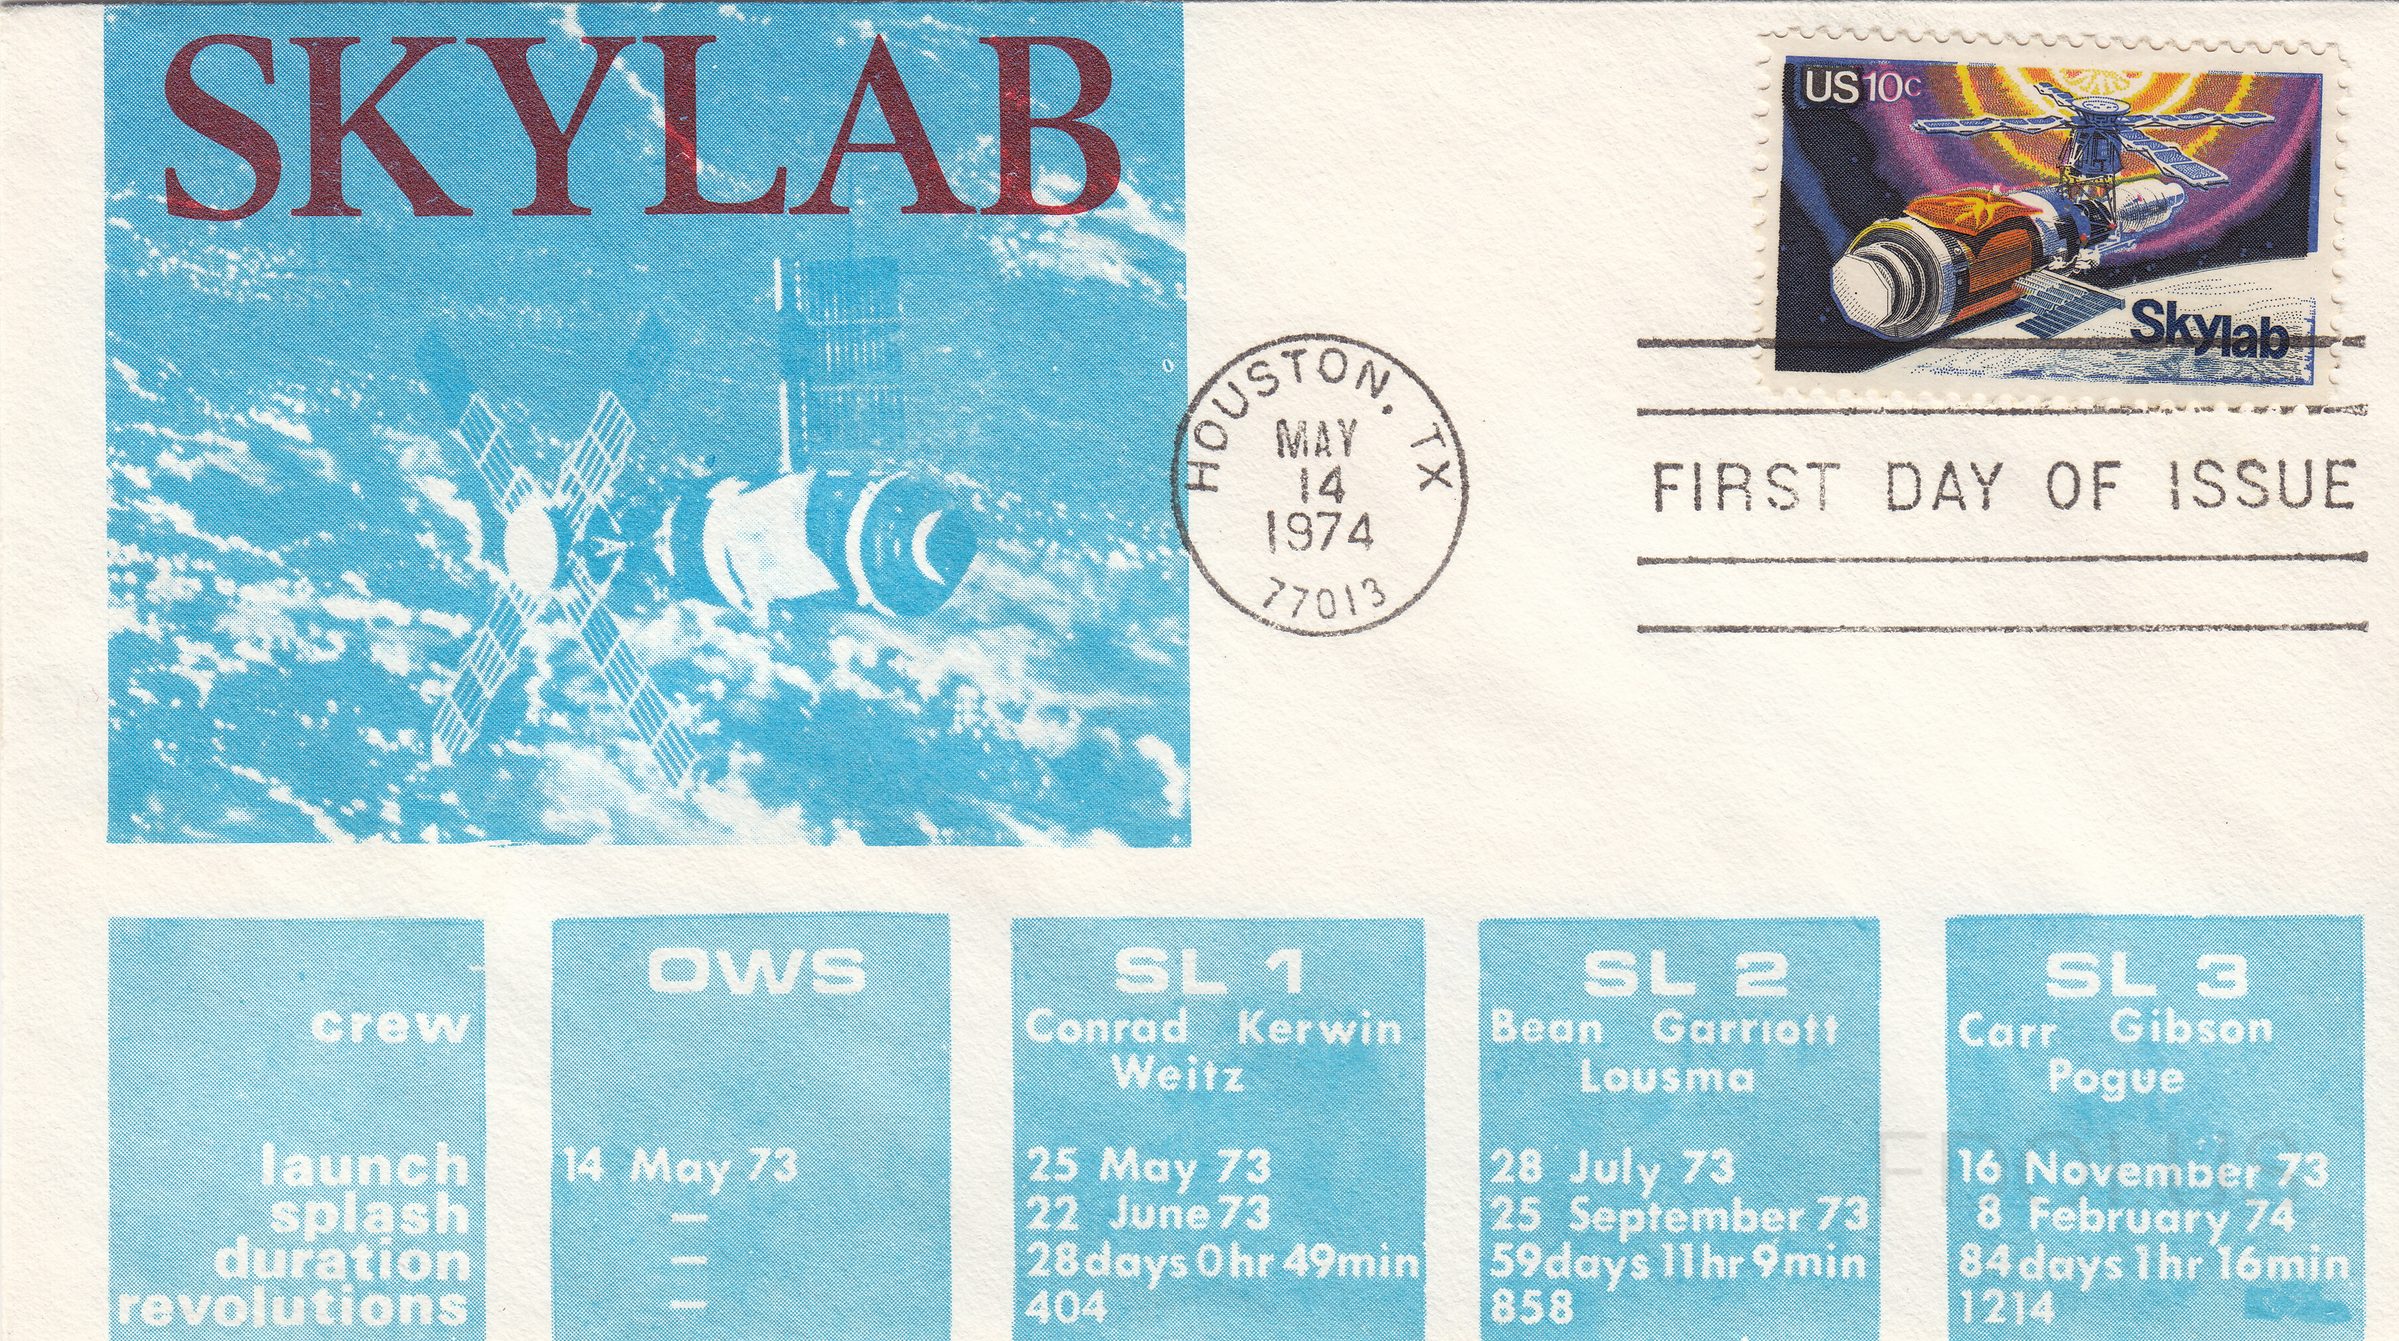 SKYLAB
US10c
Skylab
HOUSTON, TX
MAY
14
1974
77013
FIRST DAY OF ISSUE
crew
launch
splash
duration
revolutions
OWS
14 May 73
–
–
–
SL 1
Conrad Kerwin
Weitz
25 May 73
22 June 73
28days 0hr 49min
404
SL 2
Bean Garriott
Lousma
28 July 73
25 September 73
59days 11hr 9min
858
SL 3
Carr Gibson
Pogue
16 November 73
8 February 74
84days 1hr 16min
1214